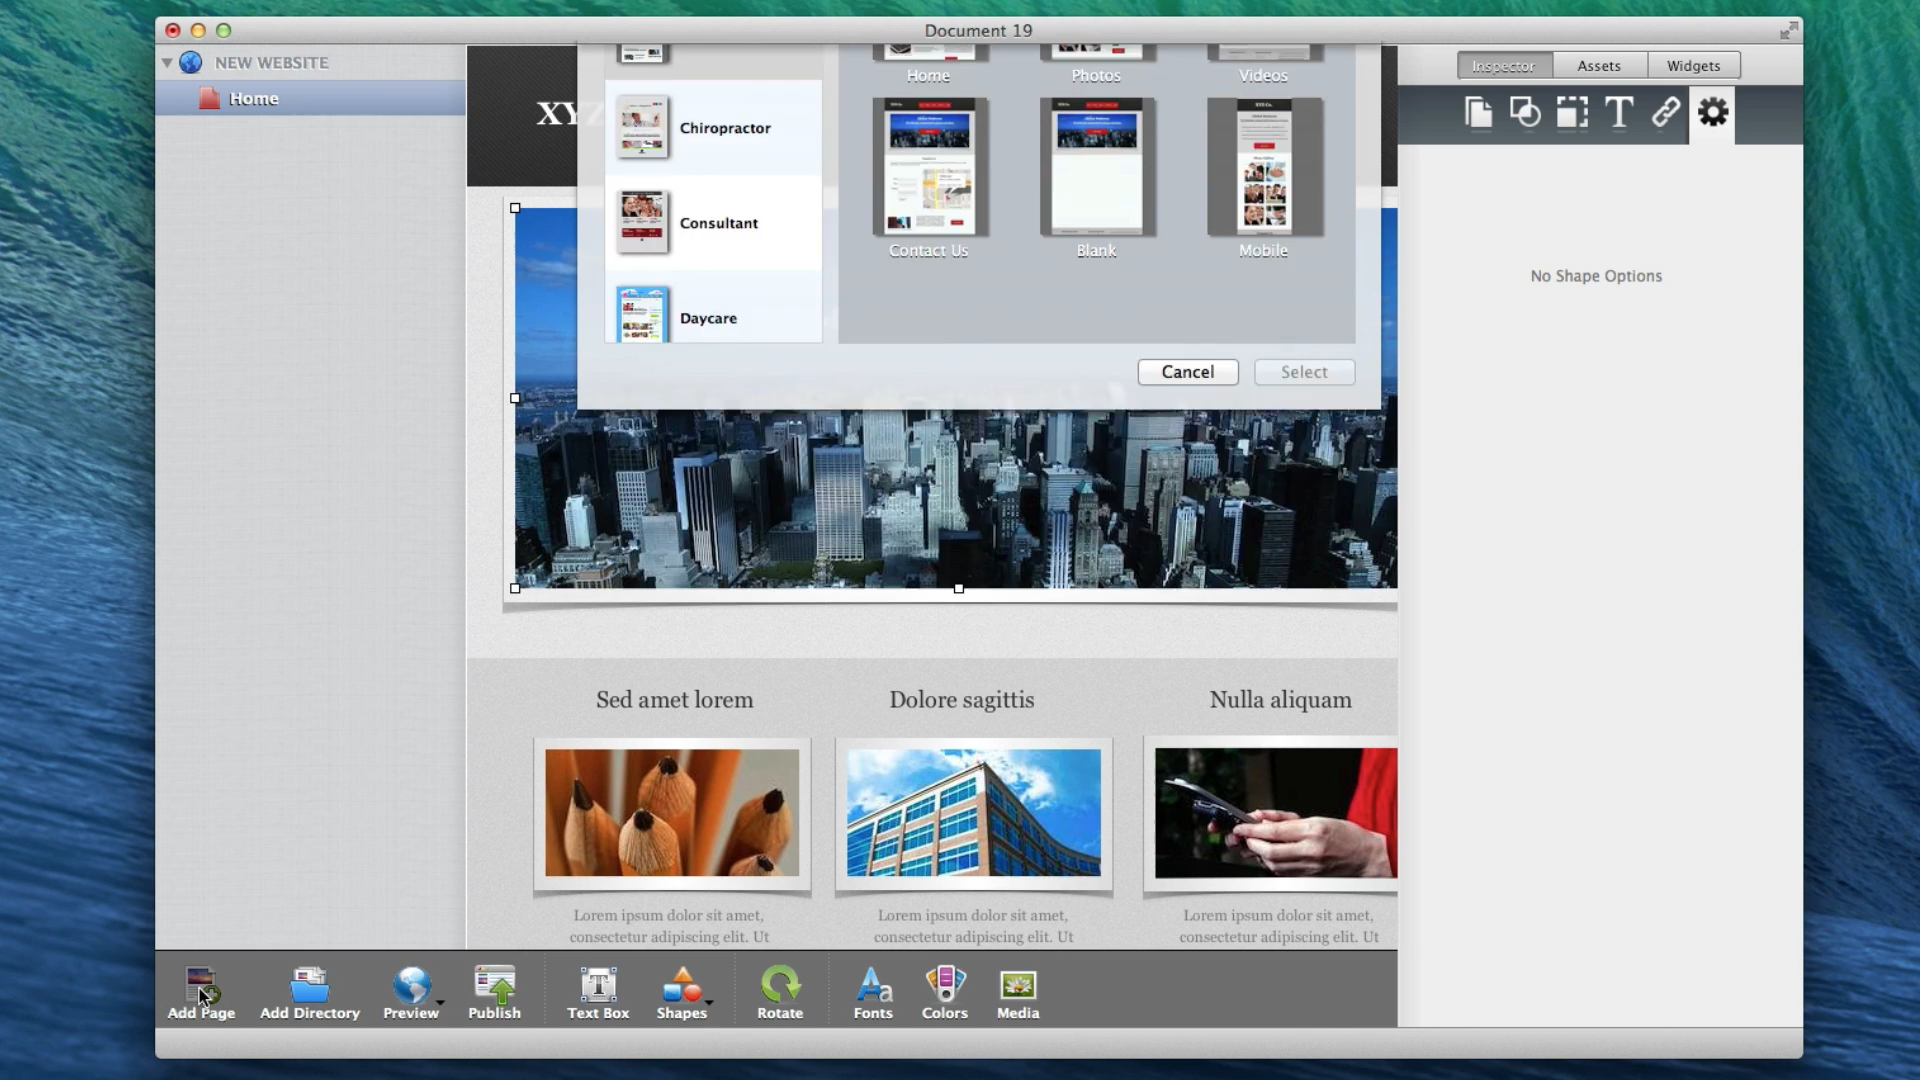 Document 19
NEW WEBSITE
Home
XYZ
Home
Photos
Videos
Chiropractor
Consultant
Daycare
Contact Us
Blank
Mobile
Cancel
Select
Inspector
Assets
Widgets
No Shape Options
Sed amet lorem
Dolore sagittis
Nulla aliquam
Lorem ipsum dolor sit amet,
consectetur adipiscing elit. Ut
Lorem ipsum dolor sit amet,
consectetur adipiscing elit. Ut
Lorem ipsum dolor sit amet,
consectetur adipiscing elit. Ut
Add Page
Add Directory
Preview
Publish
Text Box
Shapes
Rotate
Fonts
Colors
Media